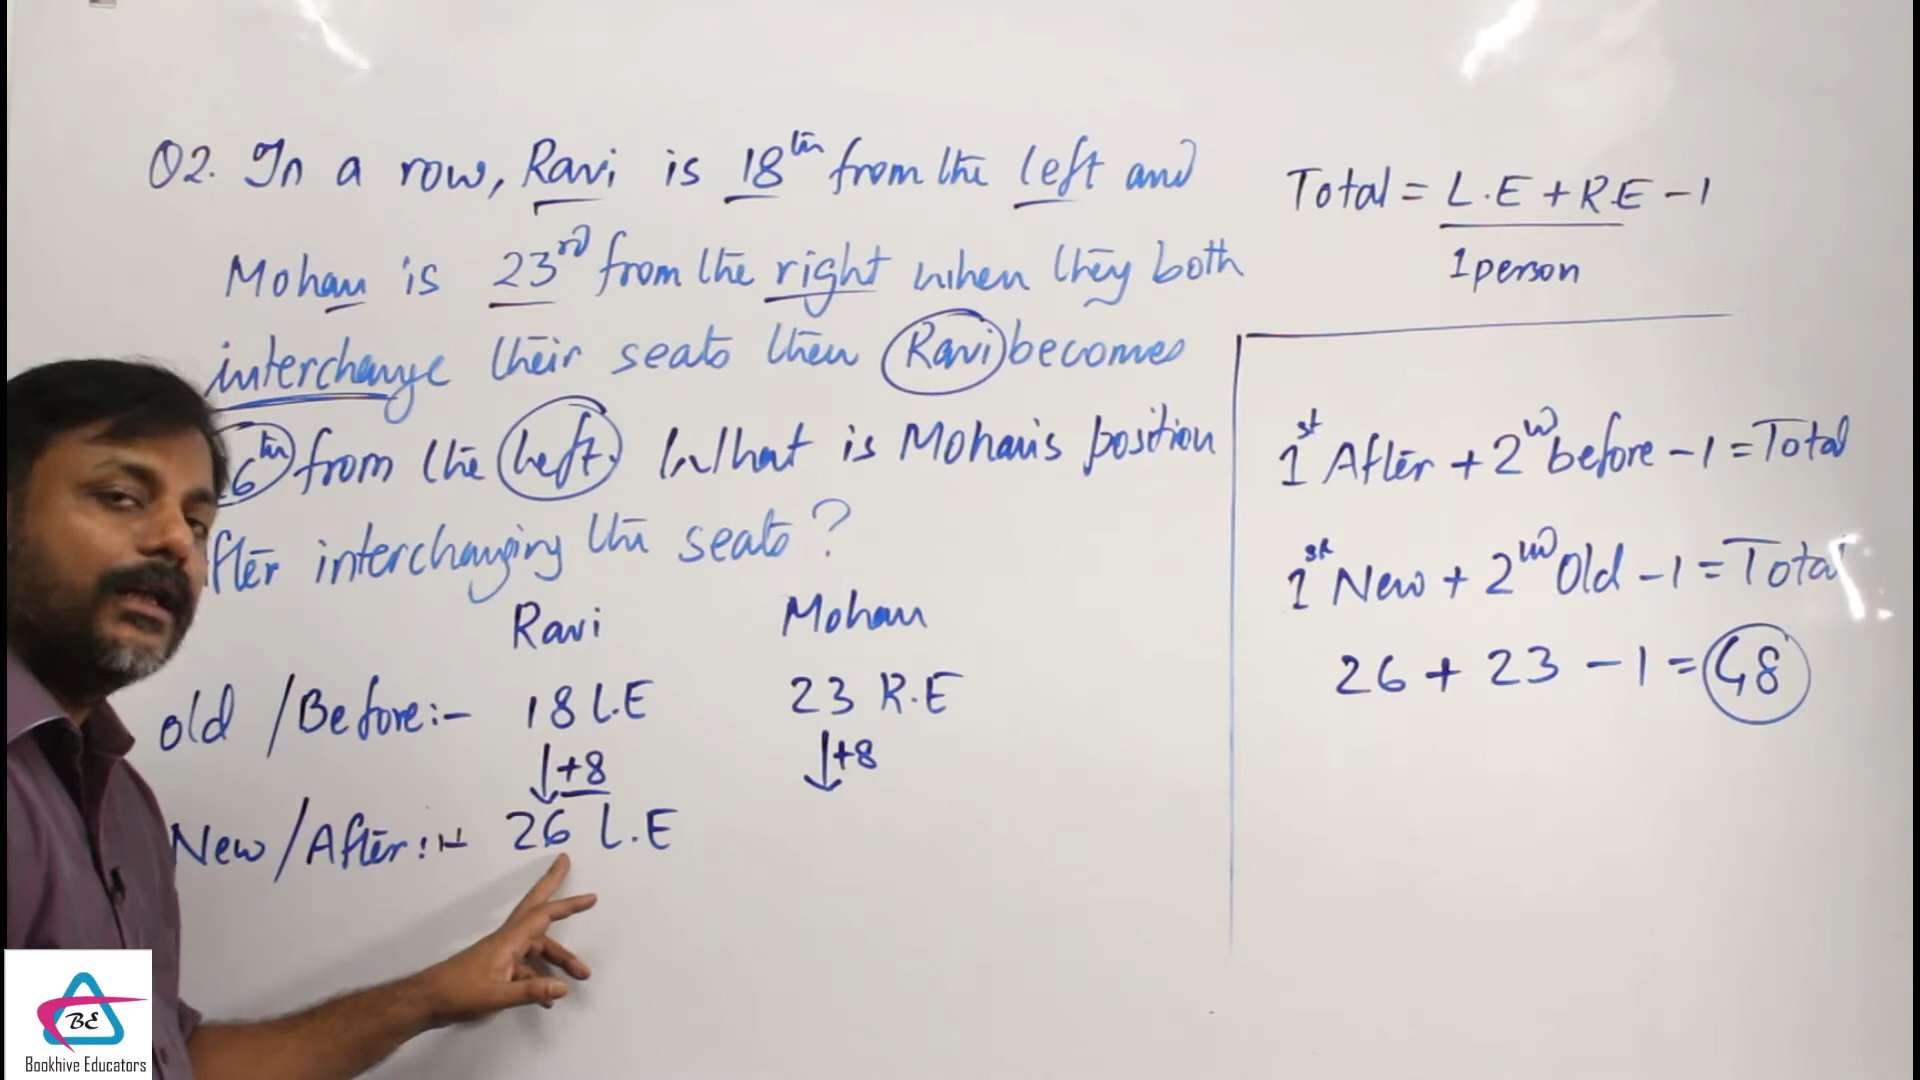 Q2. In a row, Ravi is 18th from the left and
Mohan is 23rd from the right when they both
interchange their seats then Ravi becomes
6th from the left. What is Mohan's position
fter interchanging the seats?
Ravi Mohan
Old /Before:- 18 L.E 23 R.E
↓+8 ↓+8
New/After:- 26 L.E
Total = L.E + R.E - 1
1 person
1st After + 2nd before - 1 = Total
1st New + 2nd Old - 1 = Total
26 + 23 - 1 = 48
BE
Bookhive Educators